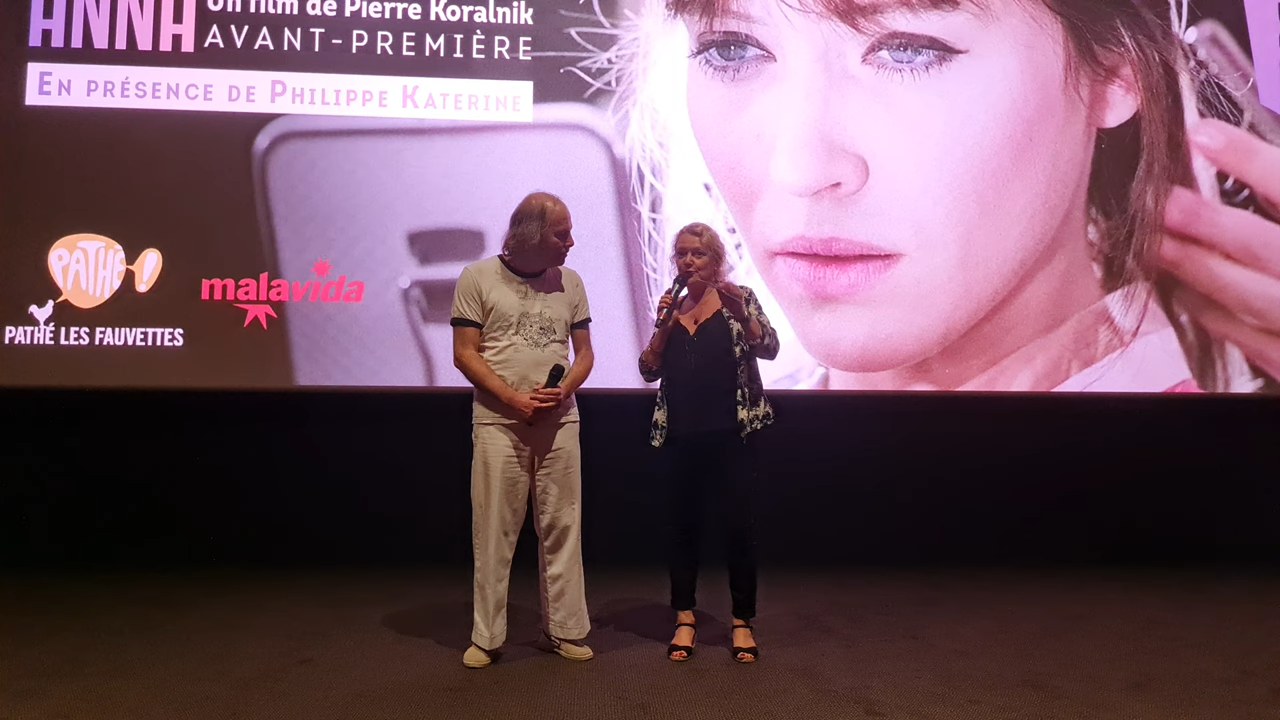 ANNA
Un film de Pierre Koralnik
AVANT-PREMIÈRE
EN PRÉSENCE DE PHILIPPE KATERINE
PATHÉ!
PATHÉ LES FAUVETTES
malavida